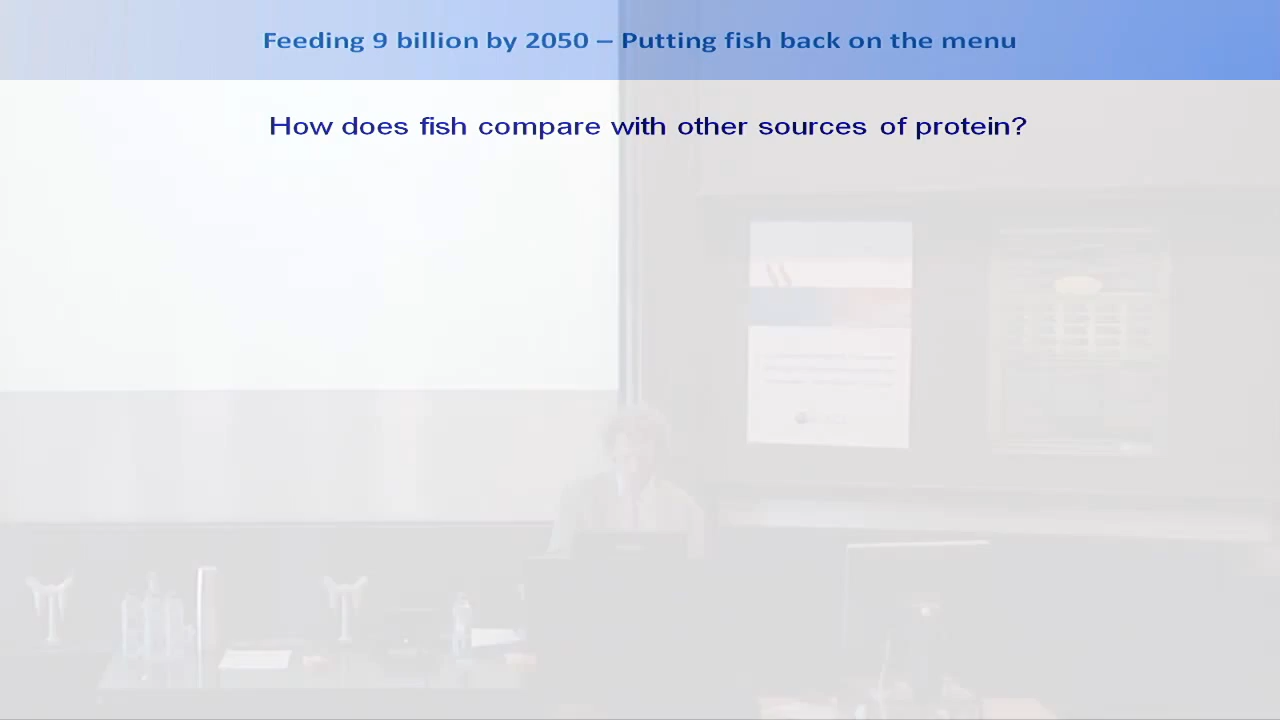 Feeding 9 billion by 2050 – Putting fish back on the menu
How does fish compare with other sources of protein?